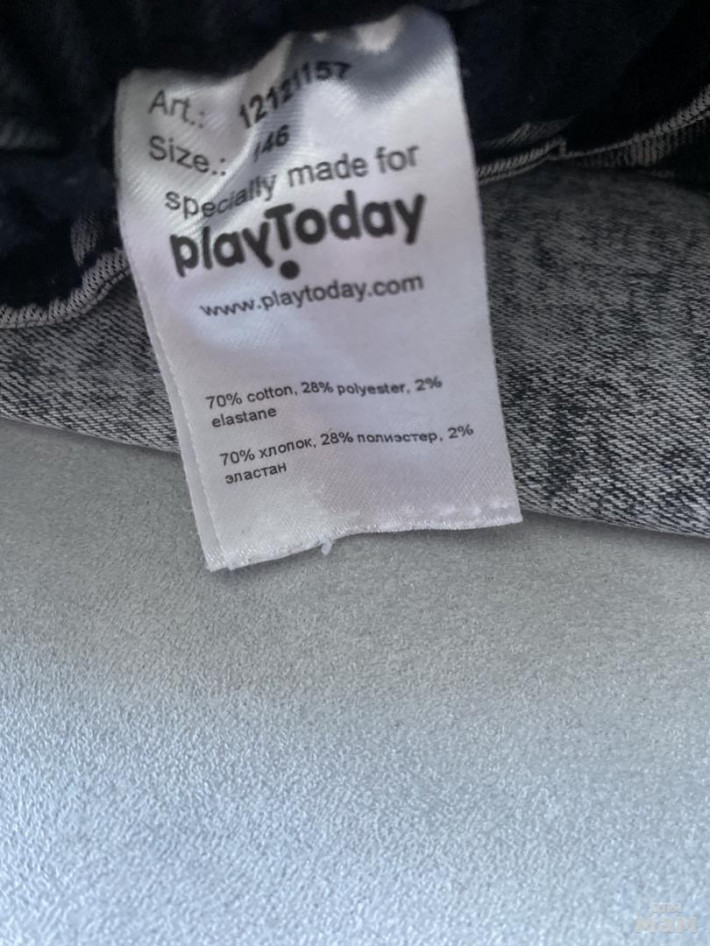 Art.: 12121157
Size.: 146
specially made for
playToday
www.playtoday.com
70% cotton, 28% polyester, 2%
elastane
70% хлопок, 28% полиэстер, 2%
эластан